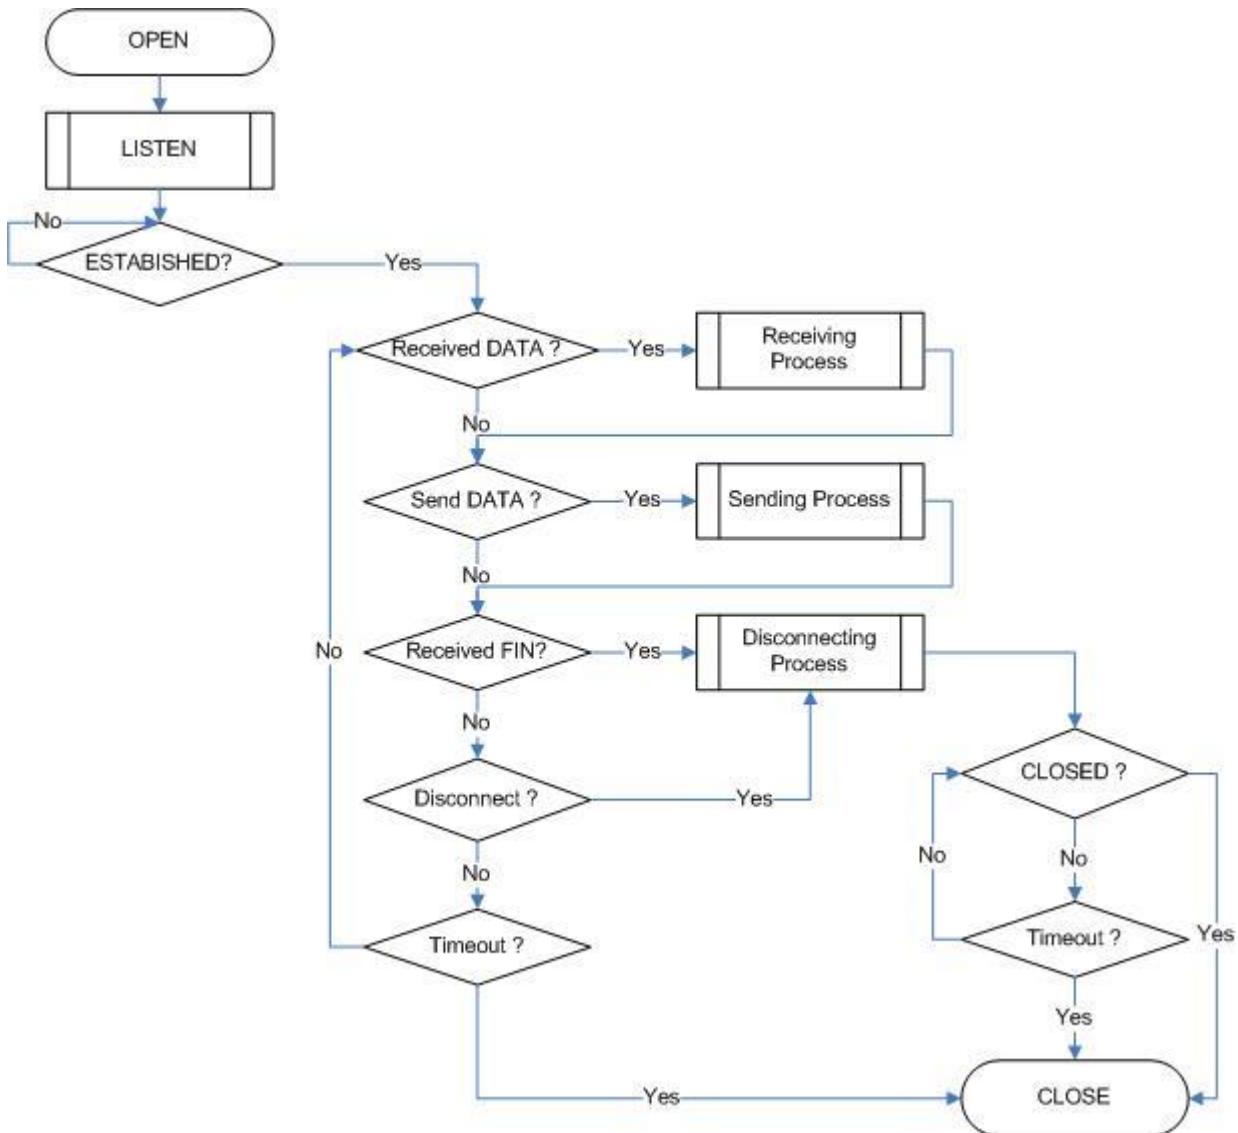 OPEN
LISTEN
No
ESTABISHED?
Yes
Received DATA ?
Yes
Receiving
Process
No
Send DATA ?
Yes
Sending Process
No
Received FIN?
Yes
Disconnecting
Process
No
No
Disconnect ?
Yes
CLOSED ?
No
No
No
Timeout ?
Timeout ?
Yes
Yes
Yes
CLOSE